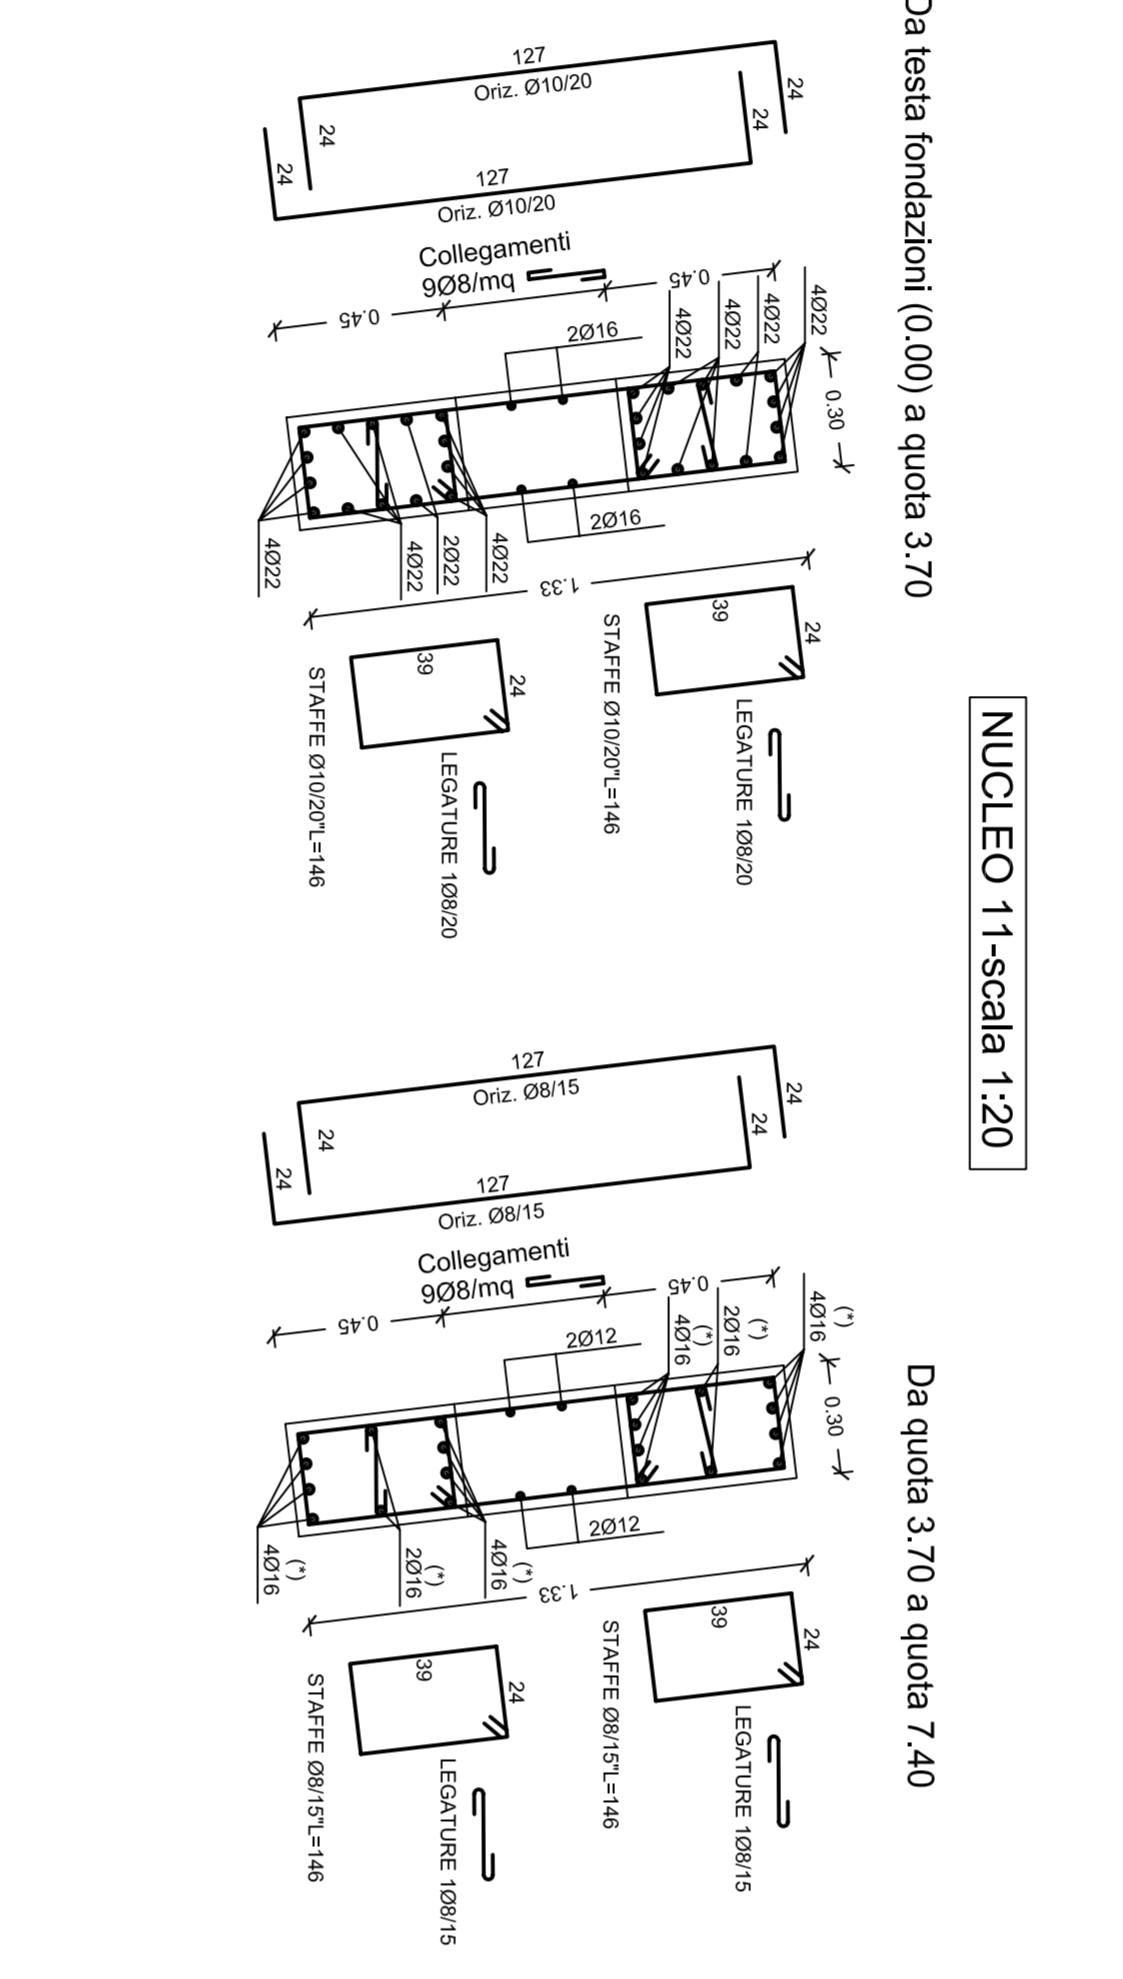 NUCLEO 11-scala 1:20
Da testa fondazioni (0.00) a quota 3.70
127
Oriz. Ø10/20
24
24
24
24
127
Oriz. Ø10/20
Collegamenti
9Ø8/mq
0.45
0.45
0.30
4Ø22
4Ø22
4Ø22
4Ø22
2Ø16
2Ø16
4Ø22
4Ø22
2Ø22
4Ø22
1.33
39
24
STAFFE Ø10/20"L=146
LEGATURE 1Ø8/20
39
24
STAFFE Ø10/20"L=146
LEGATURE 1Ø8/20
Da quota 3.70 a quota 7.40
127
Oriz. Ø8/15
24
24
24
24
127
Oriz. Ø8/15
Collegamenti
9Ø8/mq
0.45
0.45
0.30
(*)
4Ø16
(*)
2Ø16
(*)
4Ø16
2Ø12
2Ø12
(*)
4Ø16
(*)
2Ø16
(*)
4Ø16
1.33
39
24
STAFFE Ø8/15"L=146
LEGATURE 1Ø8/15
39
24
STAFFE Ø8/15"L=146
LEGATURE 1Ø8/15